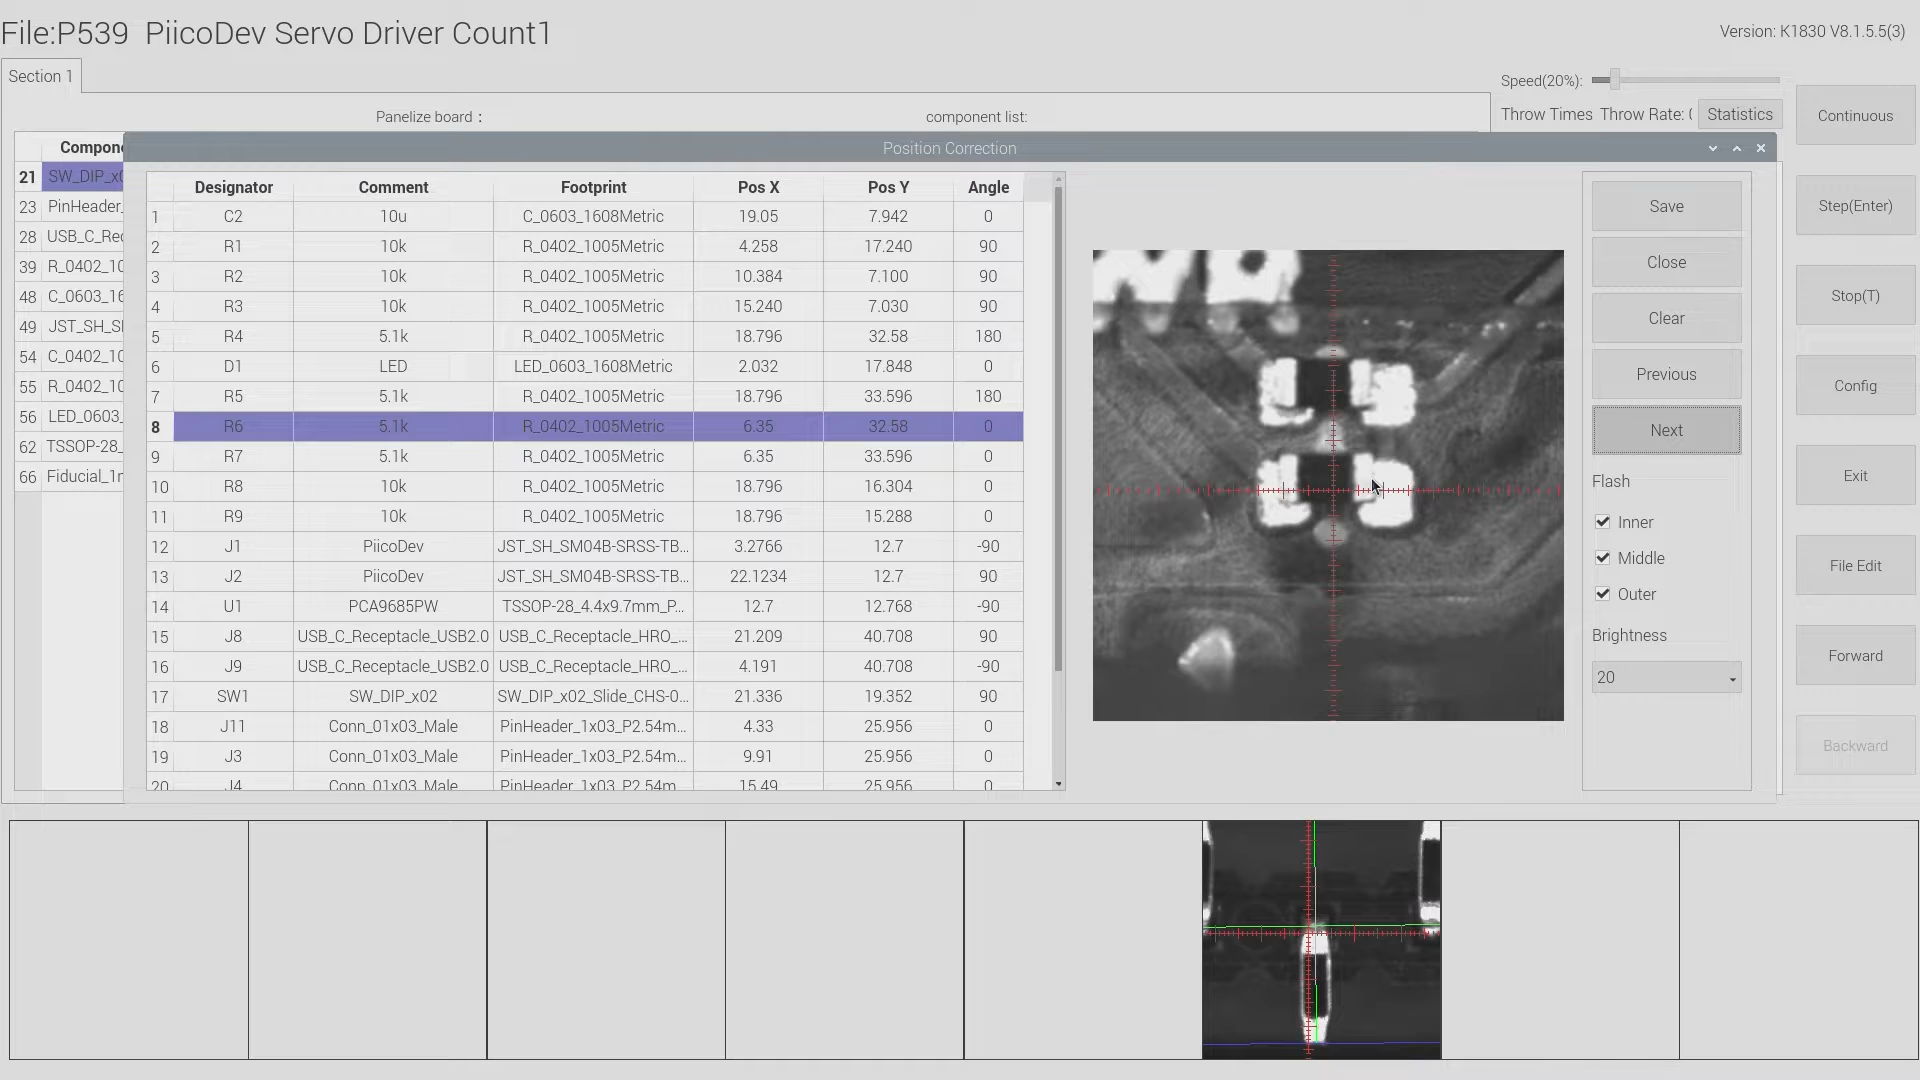 File:P539  PiicoDev Servo Driver Count1
Version: K1830 V8.1.5.5(3)
Section 1
Speed(20%):
Panelize board :
component list:
Throw Times Throw Rate: (
Statistics
Continuous
Step(Enter)
Stop(T)
Config
Exit
File Edit
Forward
Backward
Compone
21 SW_DIP_x0
23 PinHeader_
28 USB_C_Rec
39 R_0402_10
48 C_0603_16
49 JST_SH_S
54 C_0402_10
55 R_0402_10
56 LED_0603_
62 TSSOP-28_
66 Fiducial_1r
Position Correction
Designator Comment Footprint Pos X Pos Y Angle
1 C2 10u C_0603_1608Metric 19.05 7.942 0
2 R1 10k R_0402_1005Metric 4.258 17.240 90
3 R2 10k R_0402_1005Metric 10.384 7.100 90
4 R3 10k R_0402_1005Metric 15.240 7.030 90
5 R4 5.1k R_0402_1005Metric 18.796 32.58 180
6 D1 LED LED_0603_1608Metric 2.032 17.848 0
7 R5 5.1k R_0402_1005Metric 18.796 33.596 180
8 R6 5.1k R_0402_1005Metric 6.35 32.58 0
9 R7 5.1k R_0402_1005Metric 6.35 33.596 0
10 R8 10k R_0402_1005Metric 18.796 16.304 0
11 R9 10k R_0402_1005Metric 18.796 15.288 0
12 J1 PiicoDev JST_SH_SM04B-SRSS-TB... 3.2766 12.7 -90
13 J2 PiicoDev JST_SH_SM04B-SRSS-TB... 22.1234 12.7 90
14 U1 PCA9685PW TSSOP-28_4.4x9.7mm_P... 12.7 12.768 -90
15 J8 USB_C_Receptacle_USB2.0 USB_C_Receptacle_HRO_... 21.209 40.708 90
16 J9 USB_C_Receptacle_USB2.0 USB_C_Receptacle_HRO_... 4.191 40.708 -90
17 SW1 SW_DIP_x02 SW_DIP_x02_Slide_CHS-0... 21.336 19.352 90
18 J11 Conn_01x03_Male PinHeader_1x03_P2.54m... 4.33 25.956 0
19 J3 Conn_01x03_Male PinHeader_1x03_P2.54m... 9.91 25.956 0
20 J4 Conn_01x03_Male PinHeader_1x03_P2.54m... 15.49 25.956 0
Save
Close
Clear
Previous
Next
Flash
Inner
Middle
Outer
Brightness
20